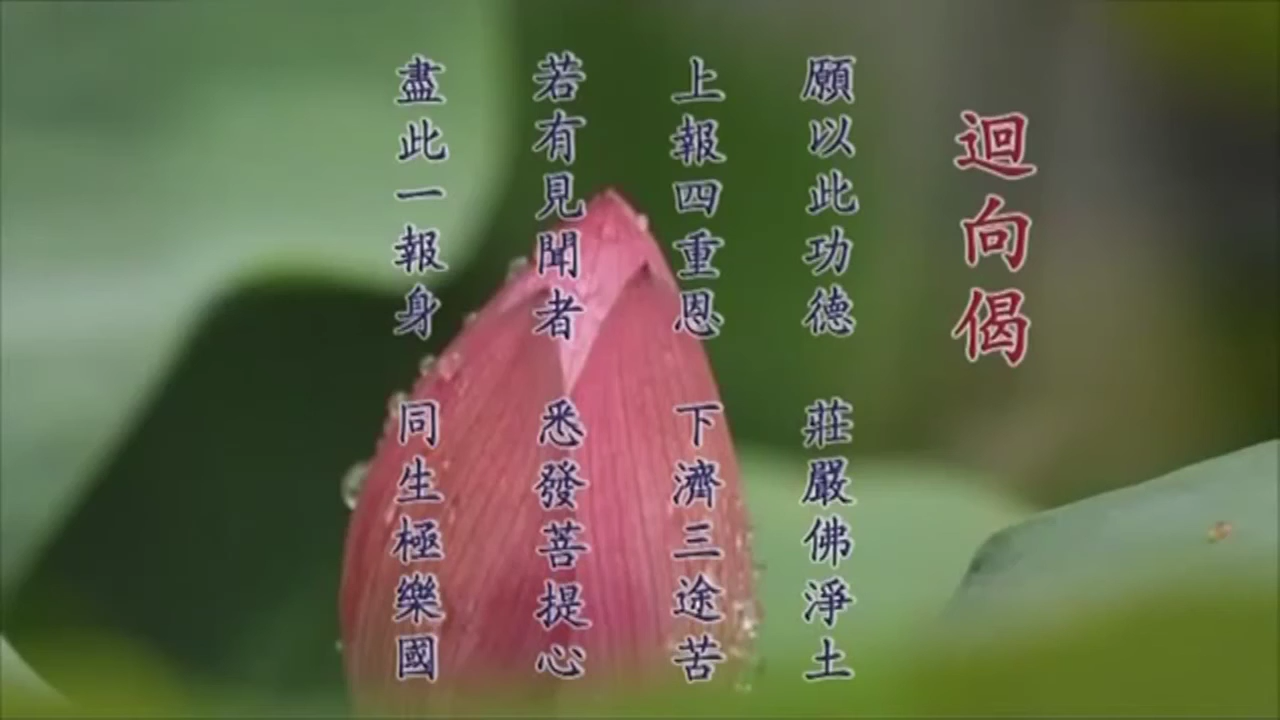 迴向偈
願以此功德 莊嚴佛淨土
上報四重恩 下濟三途苦
若有見聞者 悉發菩提心
盡此一報身 同生極樂國